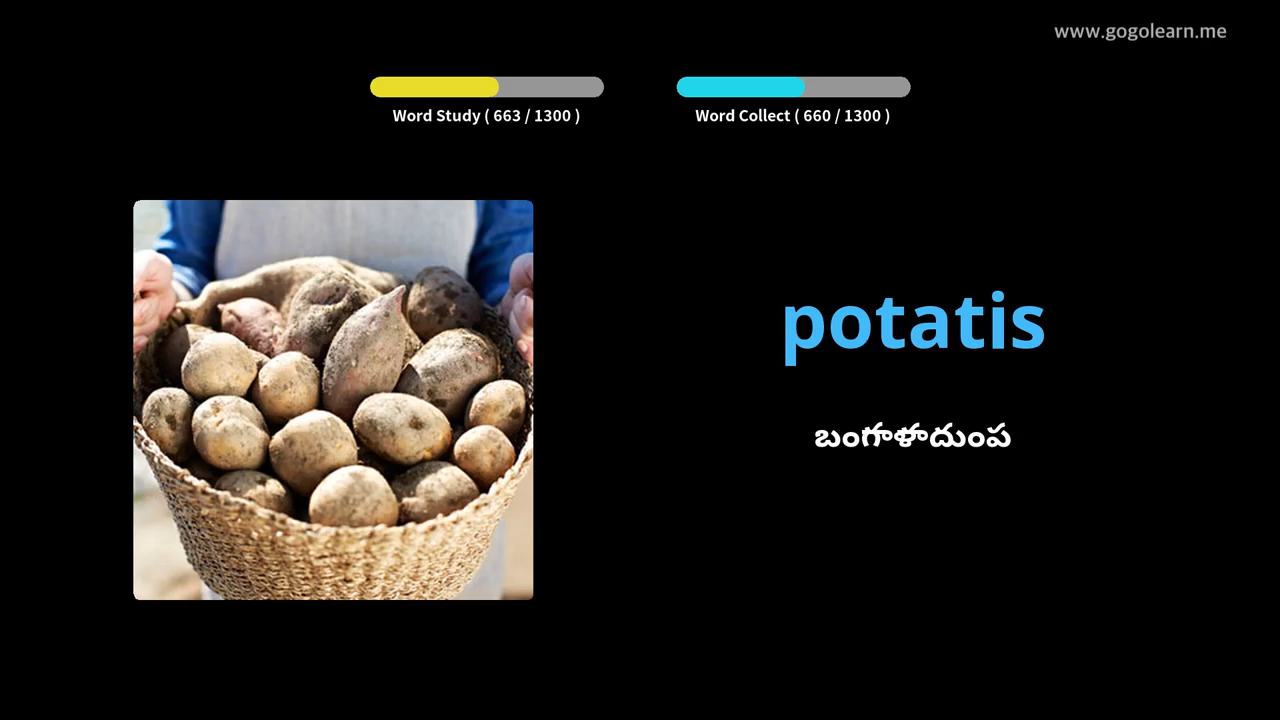 www.gogolearn.me
Word Study ( 663 / 1300 )
Word Collect ( 660 / 1300 )
potatis
బంగాళాదుంప